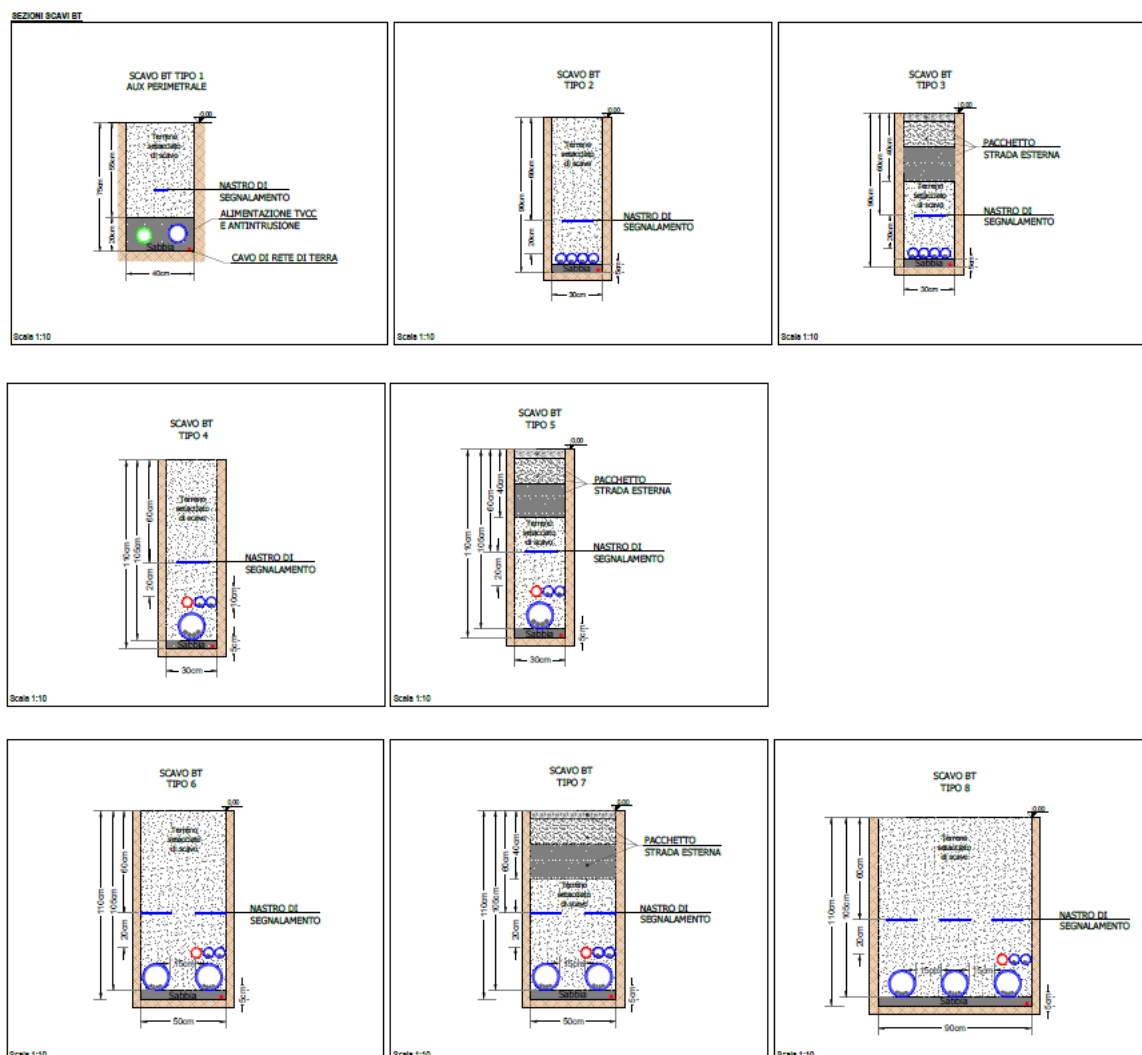 SEZIONI SCAVI BT
SCAVO BT TIPO 1
AUX PERIMETRALE
0,00
Terreno
setacciato
di scavo
75cm
55cm
20cm
NASTRO DI
SEGNALAMENTO
ALIMENTAZIONE TVCC
E ANTINTRUSIONE
Sabbia
CAVO DI RETE DI TERRA
40cm
Scala 1:10
SCAVO BT
TIPO 2
0,00
Terreno
setacciato
di scavo
90cm
60cm
20cm
NASTRO DI
SEGNALAMENTO
Sabbia
5cm
30cm
Scala 1:10
SCAVO BT
TIPO 3
0,00
90cm
60cm
40cm
PACCHETTO
STRADA ESTERNA
Terreno
setacciato
di scavo
NASTRO DI
SEGNALAMENTO
20cm
Sabbia
5cm
30cm
Scala 1:10
SCAVO BT
TIPO 4
Terreno
setacciato
di scavo
110cm
105cm
60cm
NASTRO DI
SEGNALAMENTO
20cm
10cm
Sabbia
5cm
30cm
Scala 1:10
SCAVO BT
TIPO 5
0,00
110cm
105cm
60cm
40cm
PACCHETTO
STRADA ESTERNA
Terreno
setacciato
di scavo
NASTRO DI
SEGNALAMENTO
20cm
Sabbia
5cm
30cm
Scala 1:10
SCAVO BT
TIPO 6
0,00
Terreno
setacciato
di scavo
110cm
105cm
60cm
NASTRO DI
SEGNALAMENTO
20cm
15cm
Sabbia
5cm
50cm
Scala 1:10
SCAVO BT
TIPO 7
0,00
110cm
105cm
60cm
40cm
PACCHETTO
STRADA ESTERNA
Terreno
setacciato
di scavo
NASTRO DI
SEGNALAMENTO
20cm
15cm
Sabbia
5cm
50cm
Scala 1:10
SCAVO BT
TIPO 8
0,00
Terreno
setacciato
di scavo
110cm
105cm
60cm
NASTRO DI
SEGNALAMENTO
20cm
15cm
15cm
Sabbia
5cm
90cm
Scala 1:10